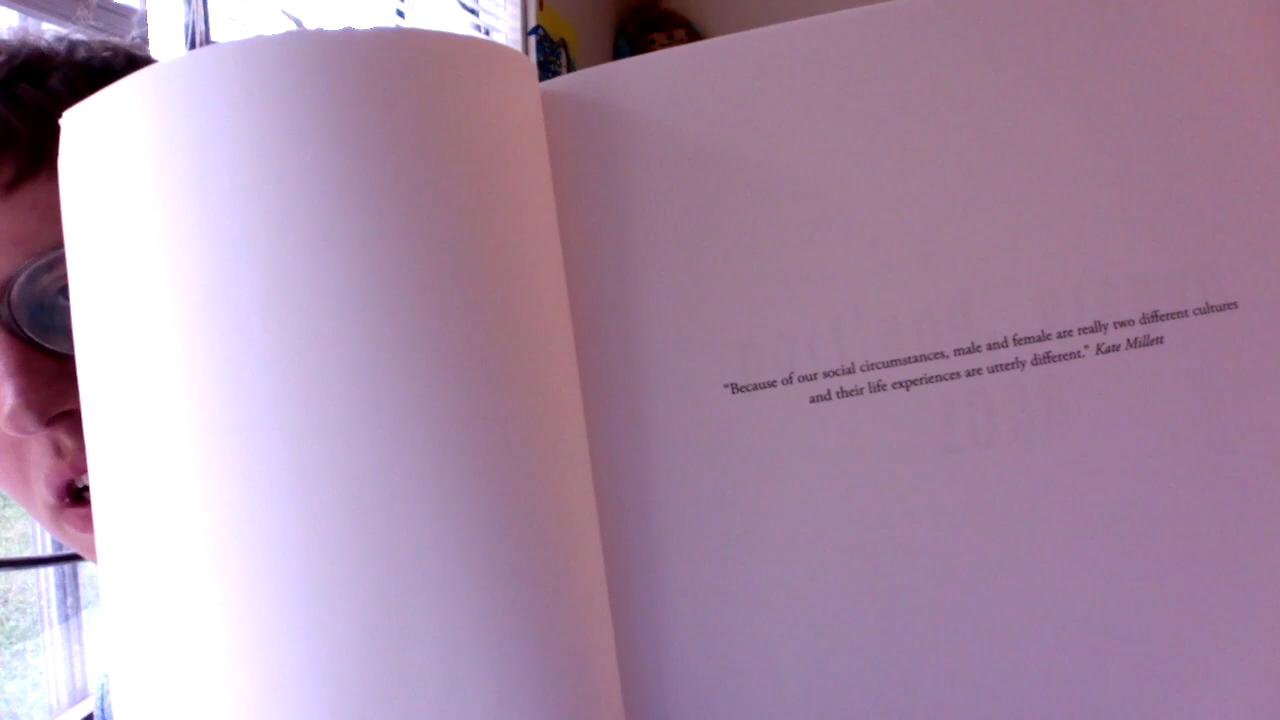 “Because of our social circumstances, male and female are really two different cultures
and their life experiences are utterly different.” Kate Millett